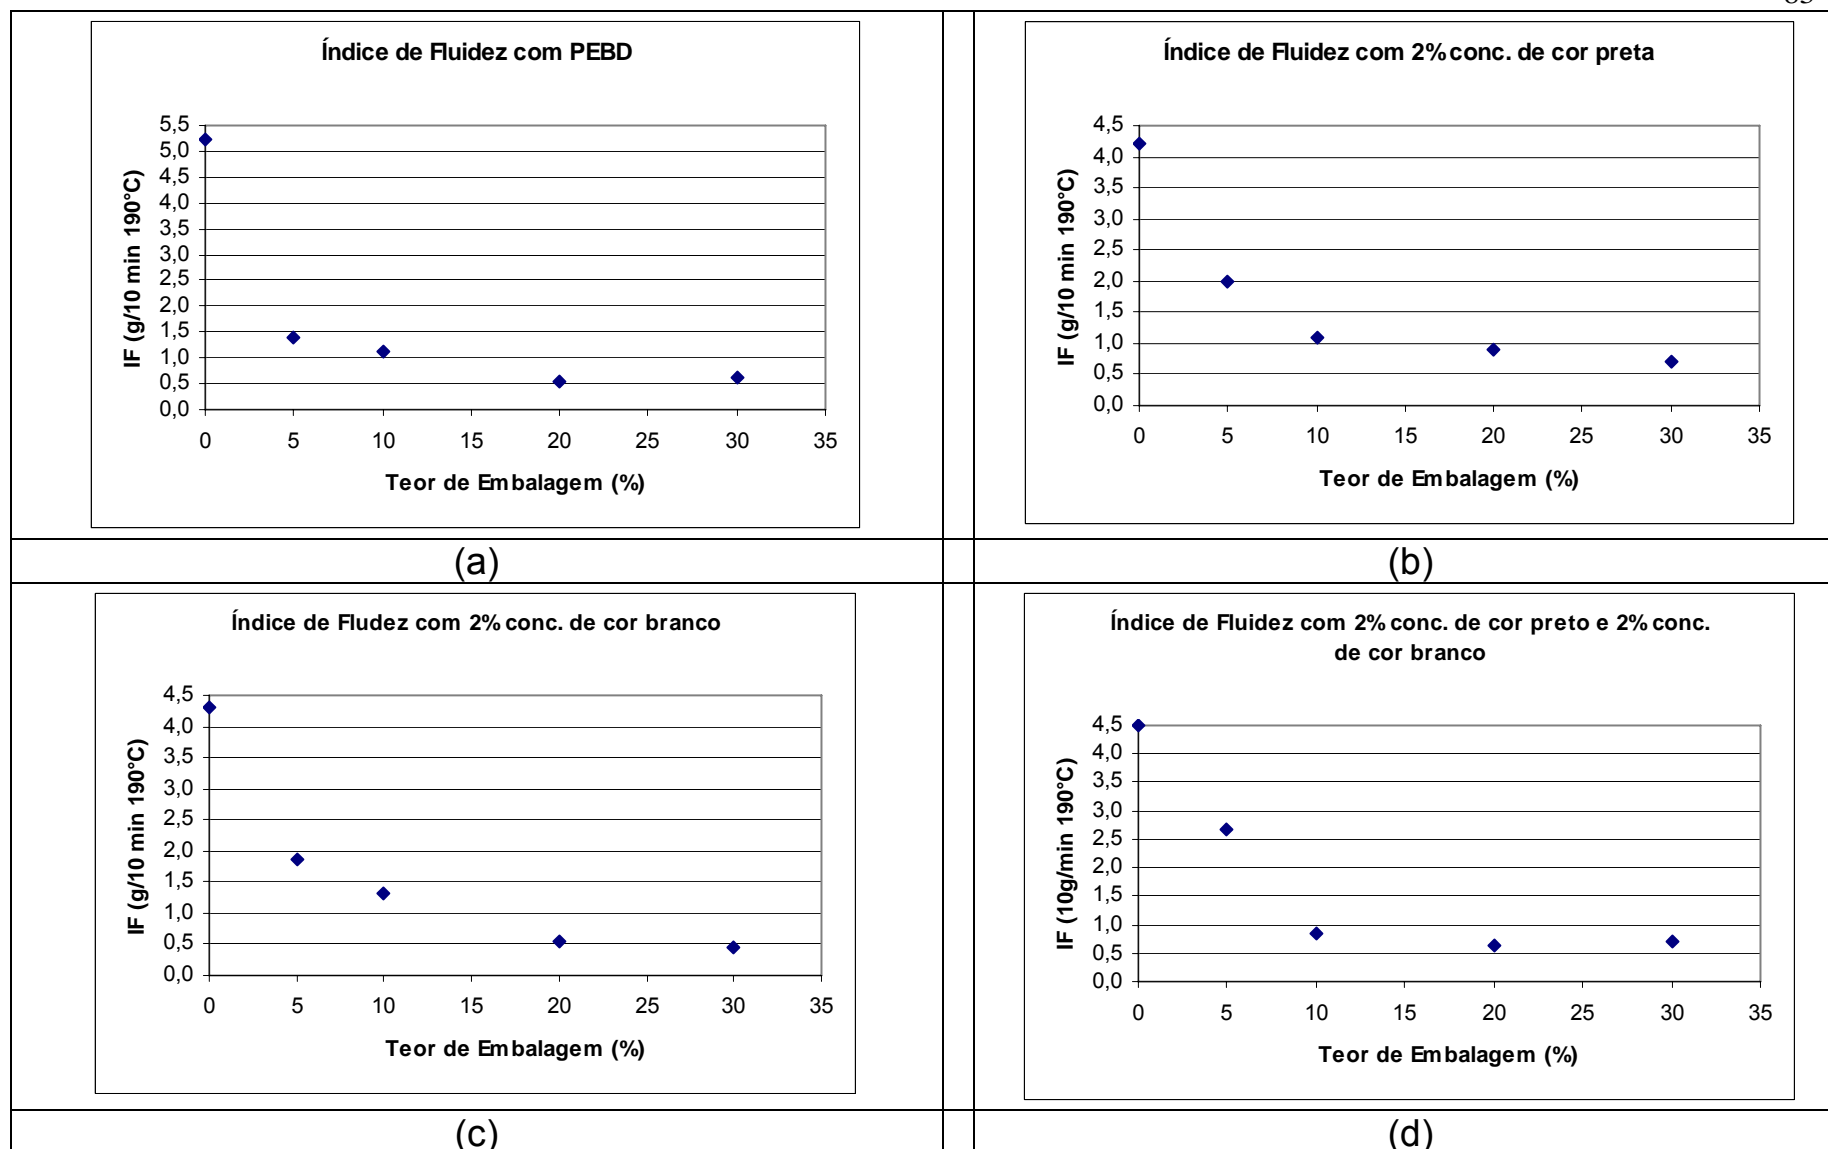 Índice de Fluidez com PEBD
5,5
5,0
4,5
4,0
3,5
3,0
2,5
2,0
1,5
1,0
0,5
0,0
IF (g/10 min 190°C)
0 5 10 15 20 25 30 35
Teor de Embalagem (%)
Índice de Fluidez com 2% conc. de cor preta
4,5
4,0
3,5
3,0
2,5
2,0
1,5
1,0
0,5
0,0
IF (g/10 min 190°C)
0 5 10 15 20 25 30 35
Teor de Embalagem (%)
(a)
(b)
Índice de Fludez com 2% conc. de cor branco
4,5
4,0
3,5
3,0
2,5
2,0
1,5
1,0
0,5
0,0
IF (g/10 min 190°C)
0 5 10 15 20 25 30 35
Teor de Embalagem (%)
Índice de Fluidez com 2% conc. de cor preto e 2% conc.
de cor branco
4,5
4,0
3,5
3,0
2,5
2,0
1,5
1,0
0,5
0,0
IF (10g/min 190°C)
0 5 10 15 20 25 30 35
Teor de Embalagem (%)
(c)
(d)